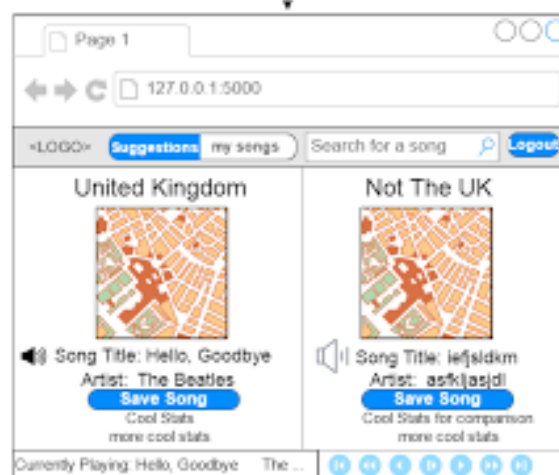 Page 1
127.0.0.1:5000
<LOGO> Suggestions my songs Search for a song Logout
United Kingdom
Not The UK
Song Title: Hello, Goodbye
Artist: The Beatles
Save Song
Cool Stats
more cool stats
Song Title: iefjsldkm
Artist: asfkljasjdl
Save Song
Cool Stats for comparison
more cool stats
Currently Playing: Hello, Goodbye The ...